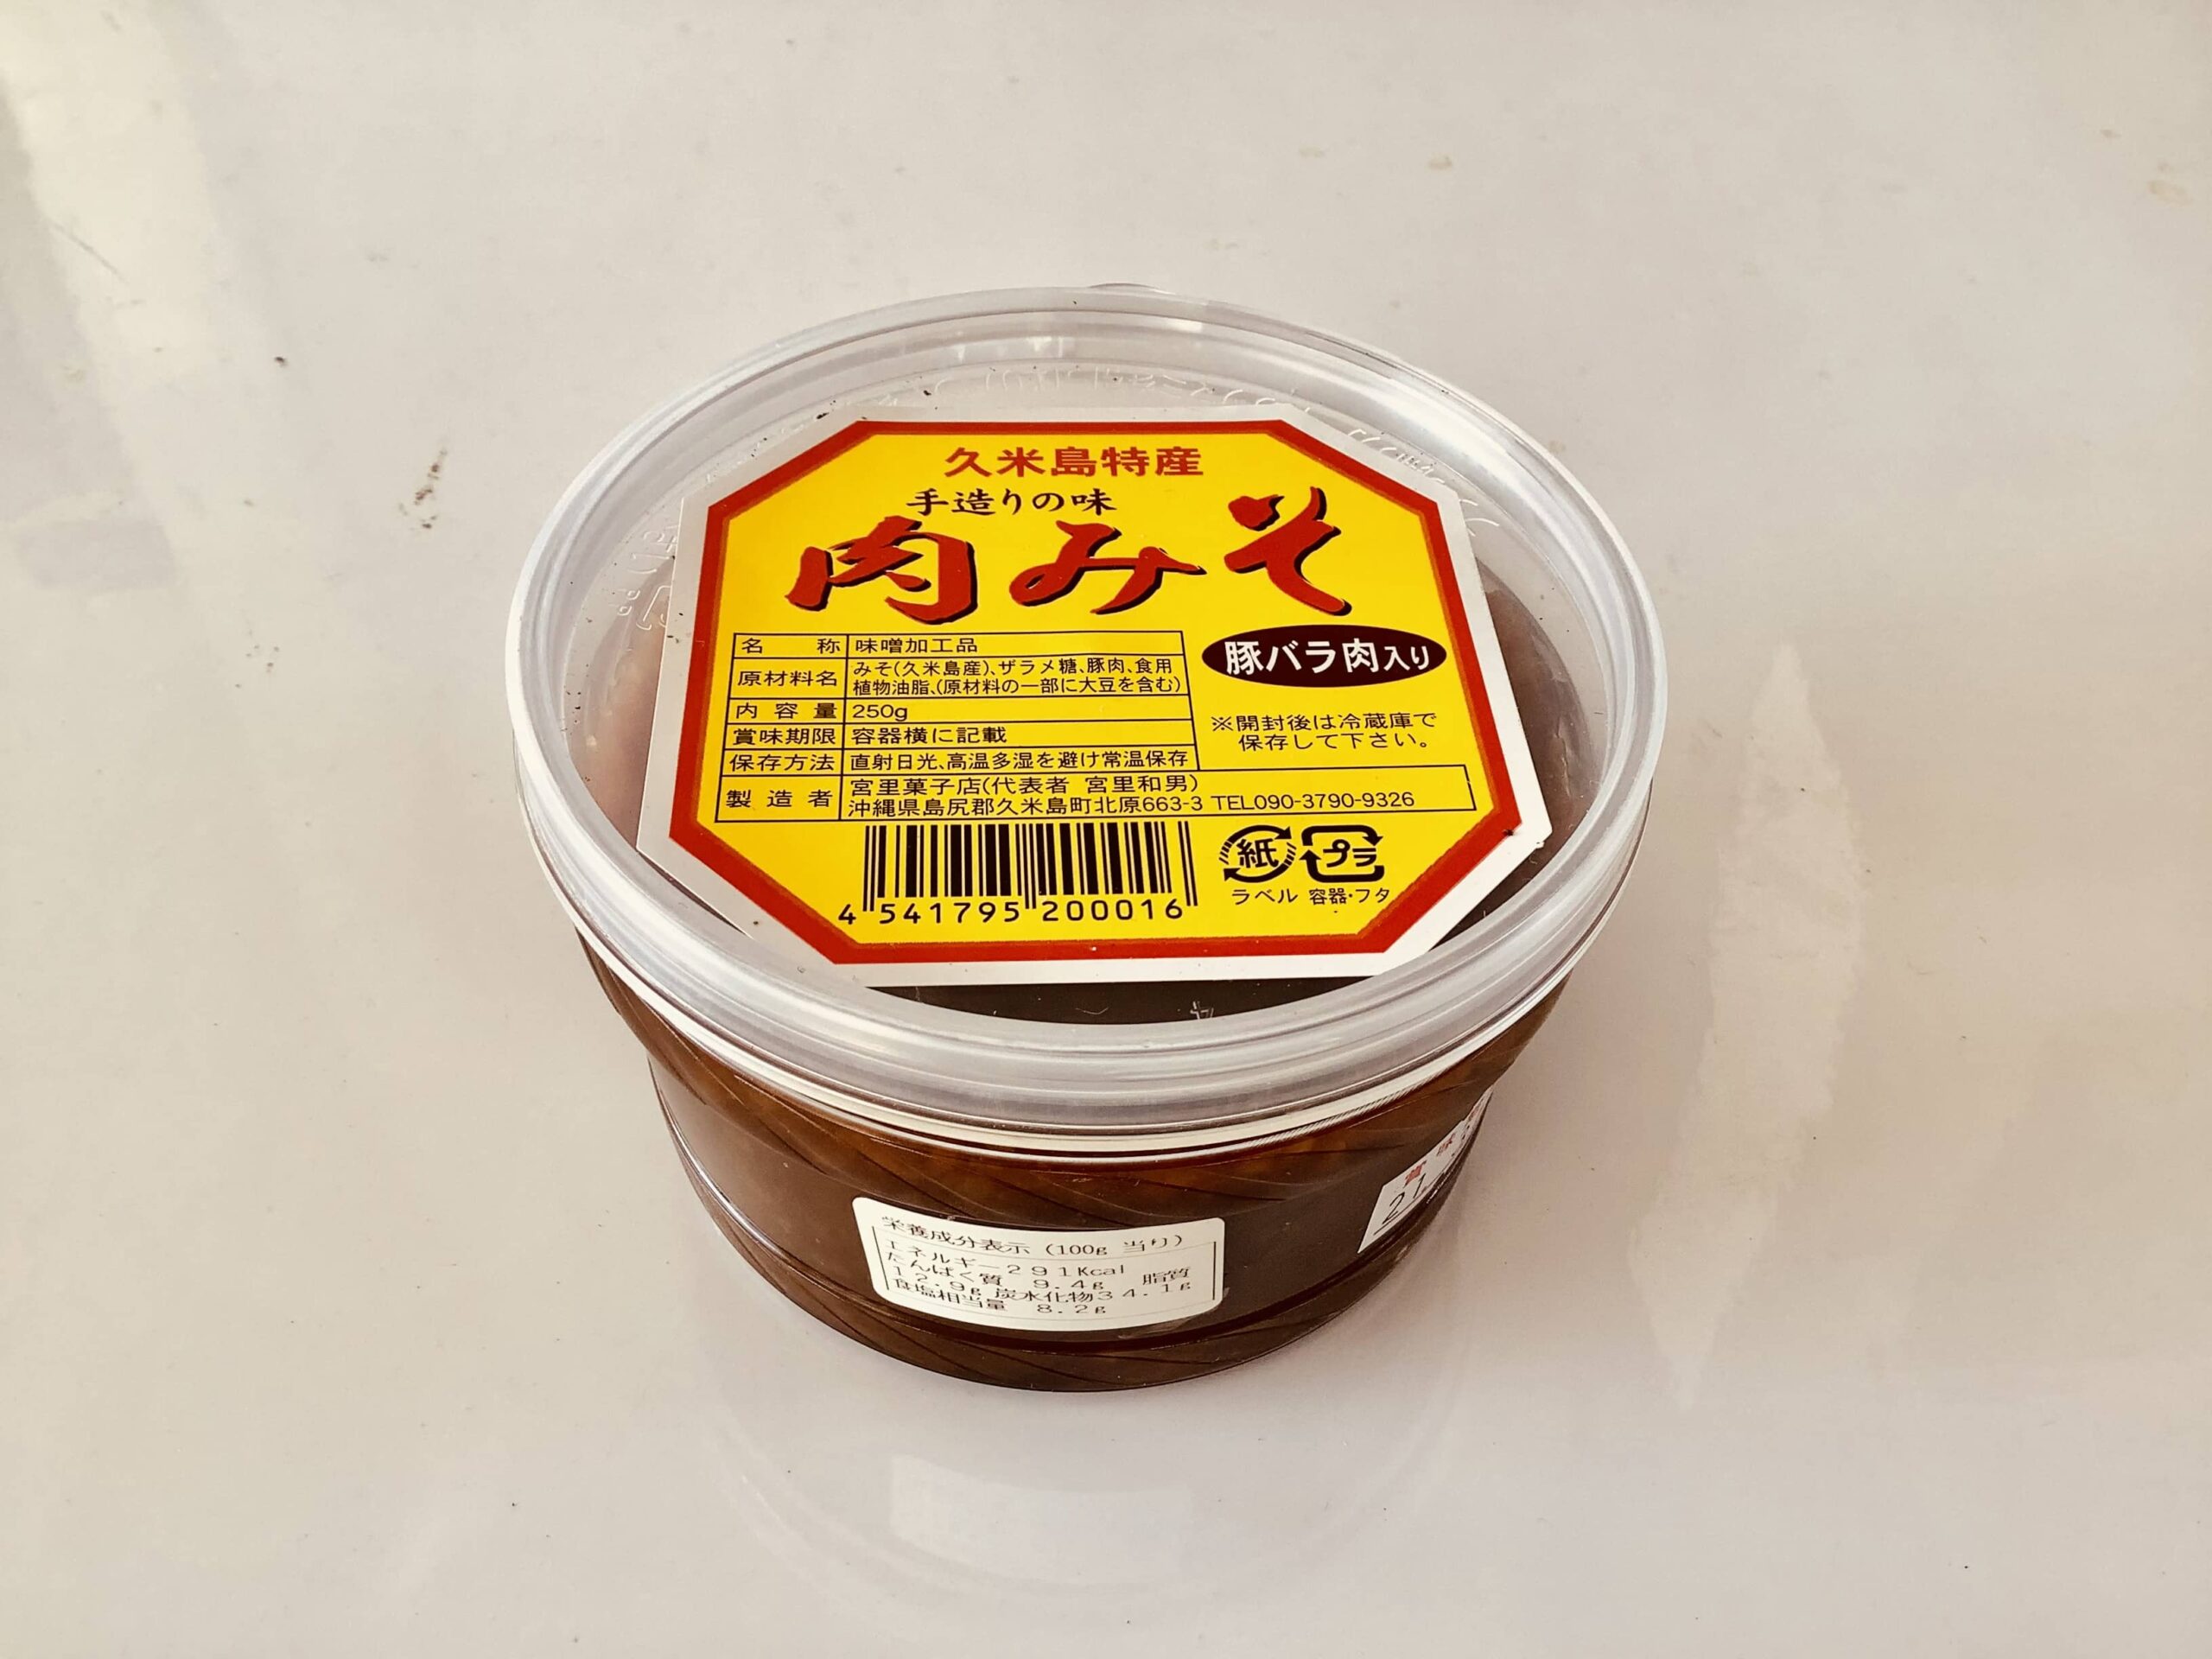 久米島特産
手造りの味
肉みそ
豚バラ肉入り
名称 味噌加工品
原材料名 みそ(久米島産)、ザラメ糖、豚肉、食用
植物油脂、(原材料の一部に大豆を含む)
内容量 250g
賞味期限 容器横に記載
保存方法 直射日光、高温多湿を避け常温保存
製造者 宮里菓子店(代表者 宮里和男)
沖縄県島尻郡久米島町北原663-3 TEL090-3790-9326
※開封後は冷蔵庫で
保存して下さい。
4 541795 200016
紙 プラ
ラベル 容器・フタ
栄養成分表示 (100g 当り)
エネルギー291Kcal
たんぱく質 9.4g 脂質
12.9g 炭水化物34.1g
食塩相当量 8.2g
賞味
21